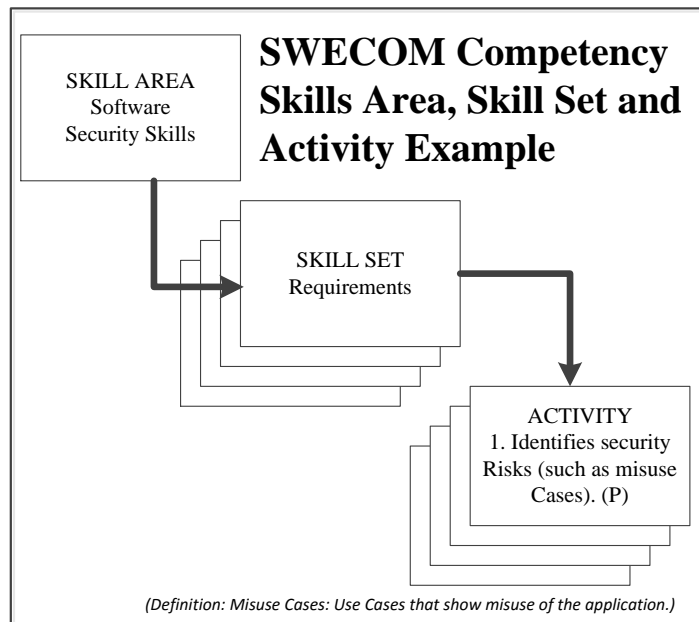 SWECOM Competency
Skills Area, Skill Set and
Activity Example
SKILL AREA
Software
Security Skills
SKILL SET
Requirements
ACTIVITY
1. Identifies security
Risks (such as misuse
Cases). (P)
(Definition: Misuse Cases: Use Cases that show misuse of the application.)